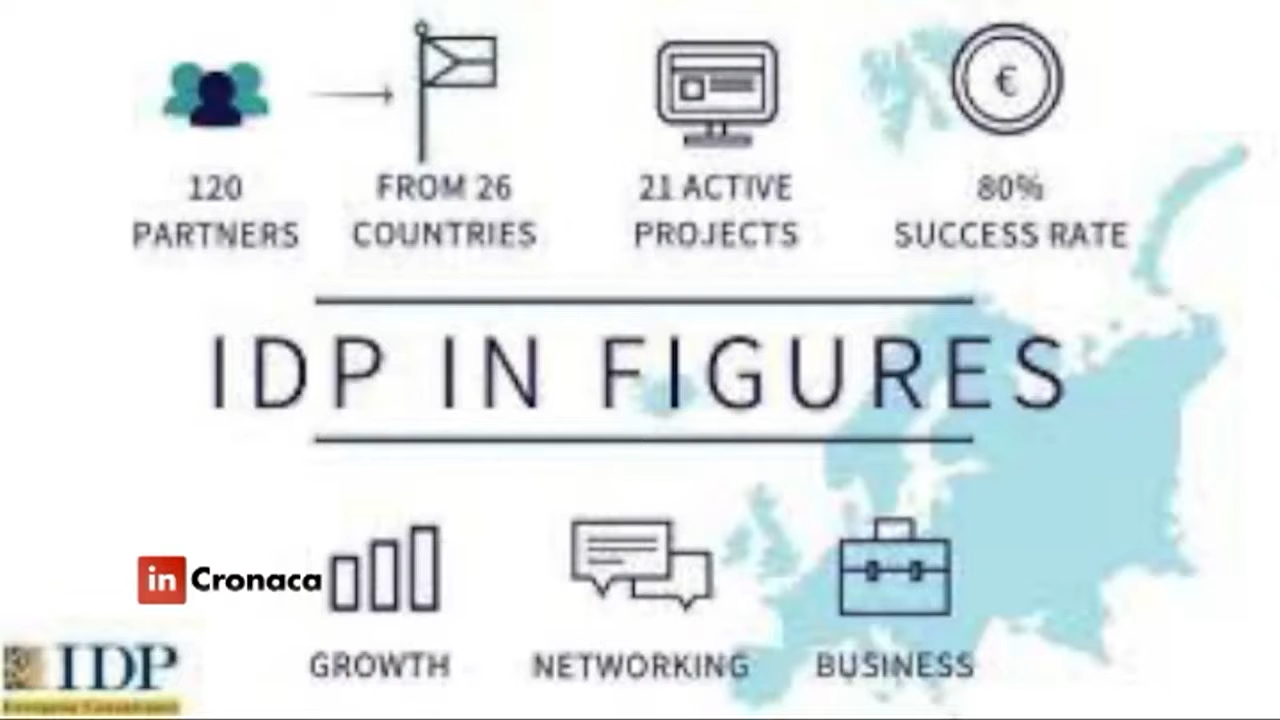 €
120
PARTNERS
FROM 26
COUNTRIES
21 ACTIVE
PROJECTS
80%
SUCCESS RATE
IDP IN FIGURES
in Cronaca
GROWTH
NETWORKING
BUSINESS
IDP